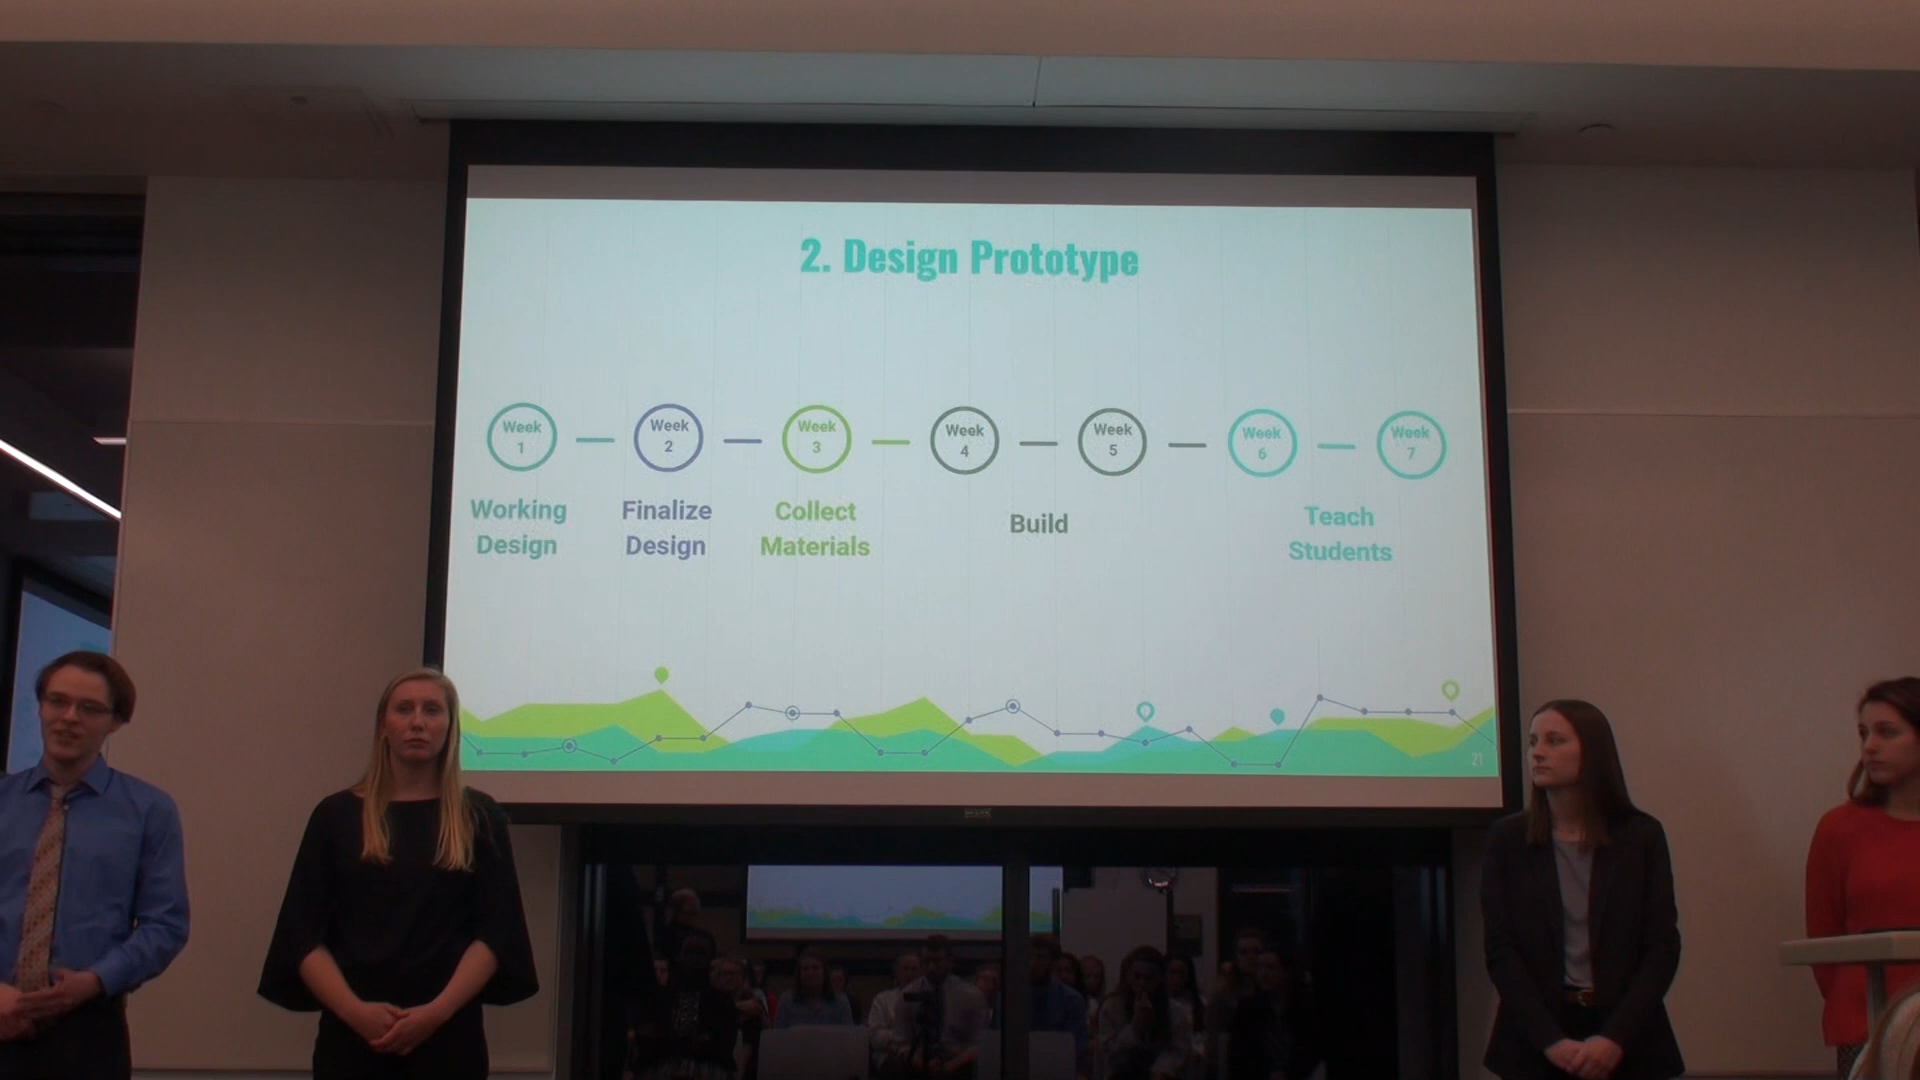 2. Design Prototype
Week
1
Week
2
Week
3
Week
4
Week
5
Week
6
Week
7
Working
Design
Finalize
Design
Collect
Materials
Build
Teach
Students
21